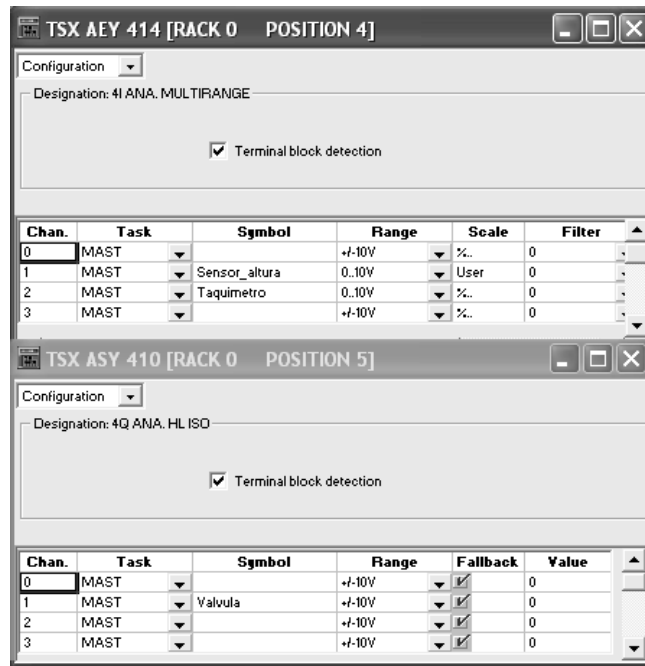 TSX AEY 414 [RACK 0 POSITION 4]
Configuration
Designation: 4I ANA. MULTIRANGE
Terminal block detection
Chan. Task Symbol Range Scale Filter
0 MAST +/-10V %.. 0
1 MAST Sensor_altura 0..10V User 0
2 MAST Taquimetro 0..10V %.. 0
3 MAST +/-10V %.. 0
TSX ASY 410 [RACK 0 POSITION 5]
Configuration
Designation: 4Q ANA. HL ISO
Terminal block detection
Chan. Task Symbol Range Fallback Value
0 MAST +/-10V 0
1 MAST Valvula +/-10V 0
2 MAST +/-10V 0
3 MAST +/-10V 0